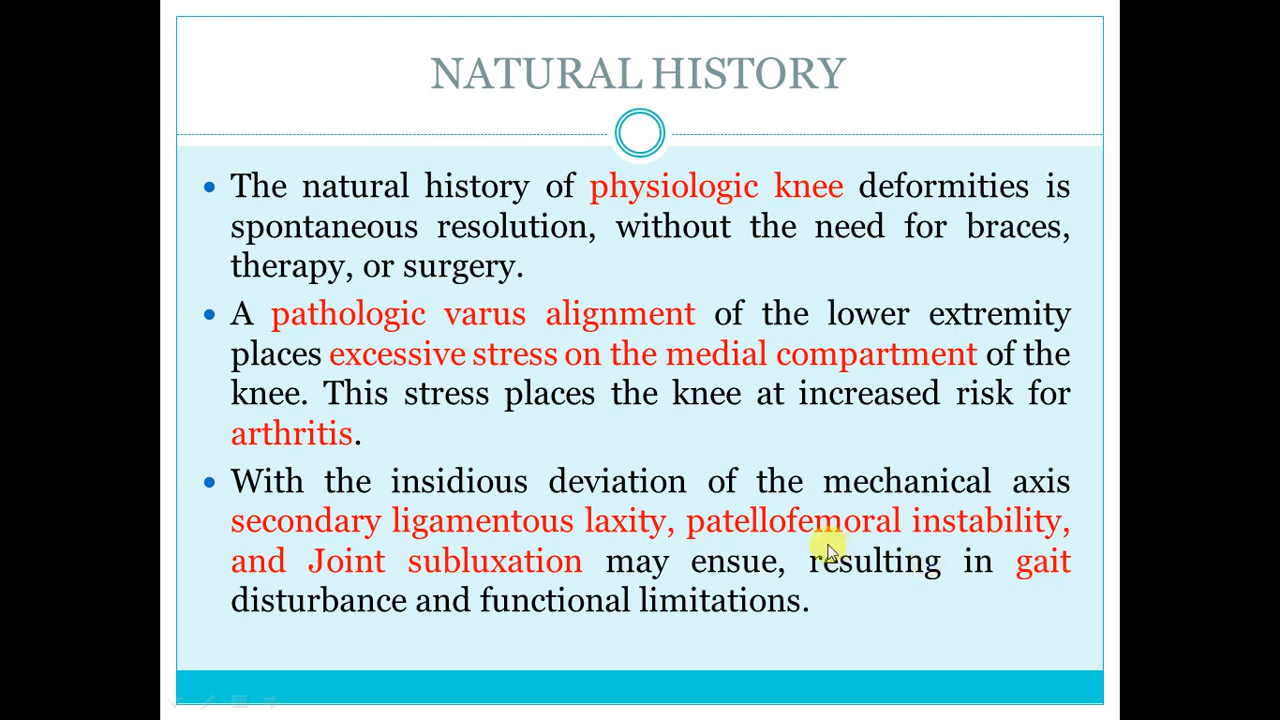 NATURAL HISTORY
• The natural history of physiologic knee deformities is
spontaneous resolution, without the need for braces,
therapy, or surgery.
• A pathologic varus alignment of the lower extremity
places excessive stress on the medial compartment of the
knee. This stress places the knee at increased risk for
arthritis.
• With the insidious deviation of the mechanical axis
secondary ligamentous laxity, patellofemoral instability,
and Joint subluxation may ensue, resulting in gait
disturbance and functional limitations.